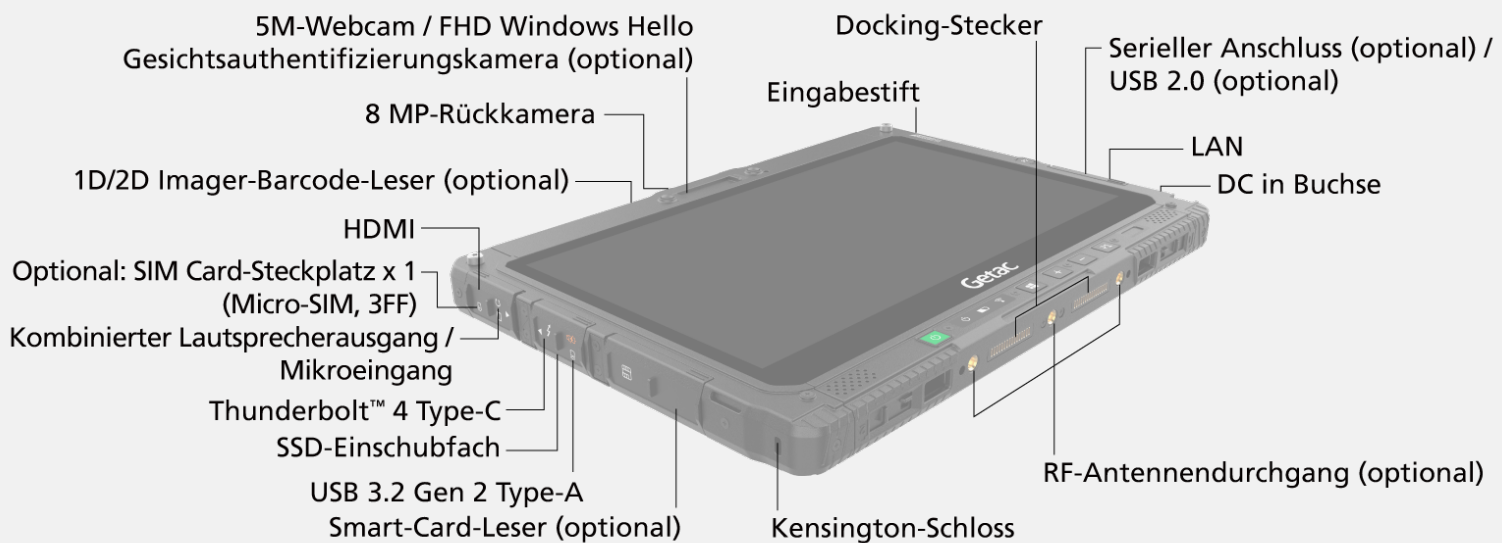 5M-Webcam / FHD Windows Hello
Gesichtsauthentifizierungskamera (optional)
Docking-Stecker
Serieller Anschluss (optional) /
USB 2.0 (optional)
Eingabestift
8 MP-Rückkamera
LAN
1D/2D Imager-Barcode-Leser (optional)
DC in Buchse
HDMI
Optional: SIM Card-Steckplatz x 1
(Micro-SIM, 3FF)
Getac
Kombinierter Lautsprecherausgang /
Mikroeingang
Thunderbolt™ 4 Type-C
SSD-Einschubfach
RF-Antennendurchgang (optional)
USB 3.2 Gen 2 Type-A
Smart-Card-Leser (optional)
Kensington-Schloss